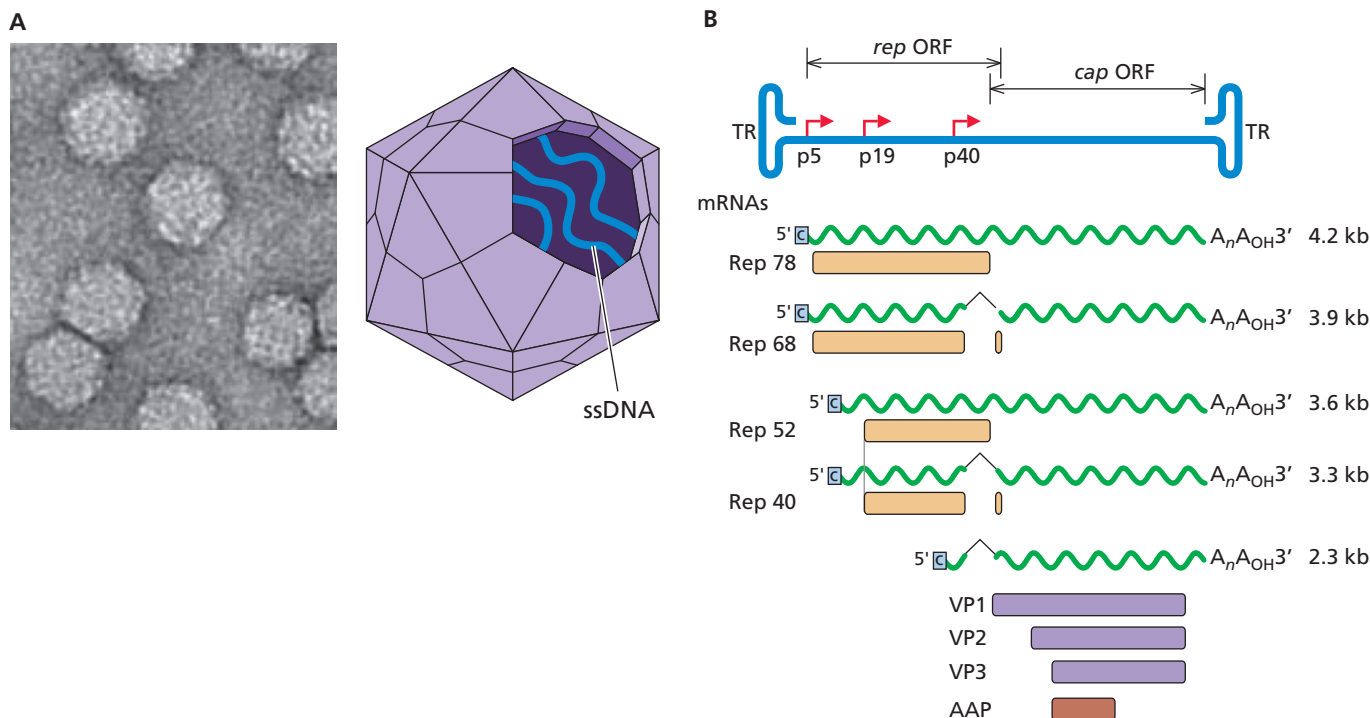 A
ssDNA
B
rep ORF
cap ORF
TR
TR
p5 p19 p40
mRNAs
5' C AnAOH3′ 4.2 kb
Rep 78
5' C AnAOH3′ 3.9 kb
Rep 68
5' C AnAOH3′ 3.6 kb
Rep 52
5' C AnAOH3′ 3.3 kb
Rep 40
5' C AnAOH3′ 2.3 kb
VP1
VP2
VP3
AAP